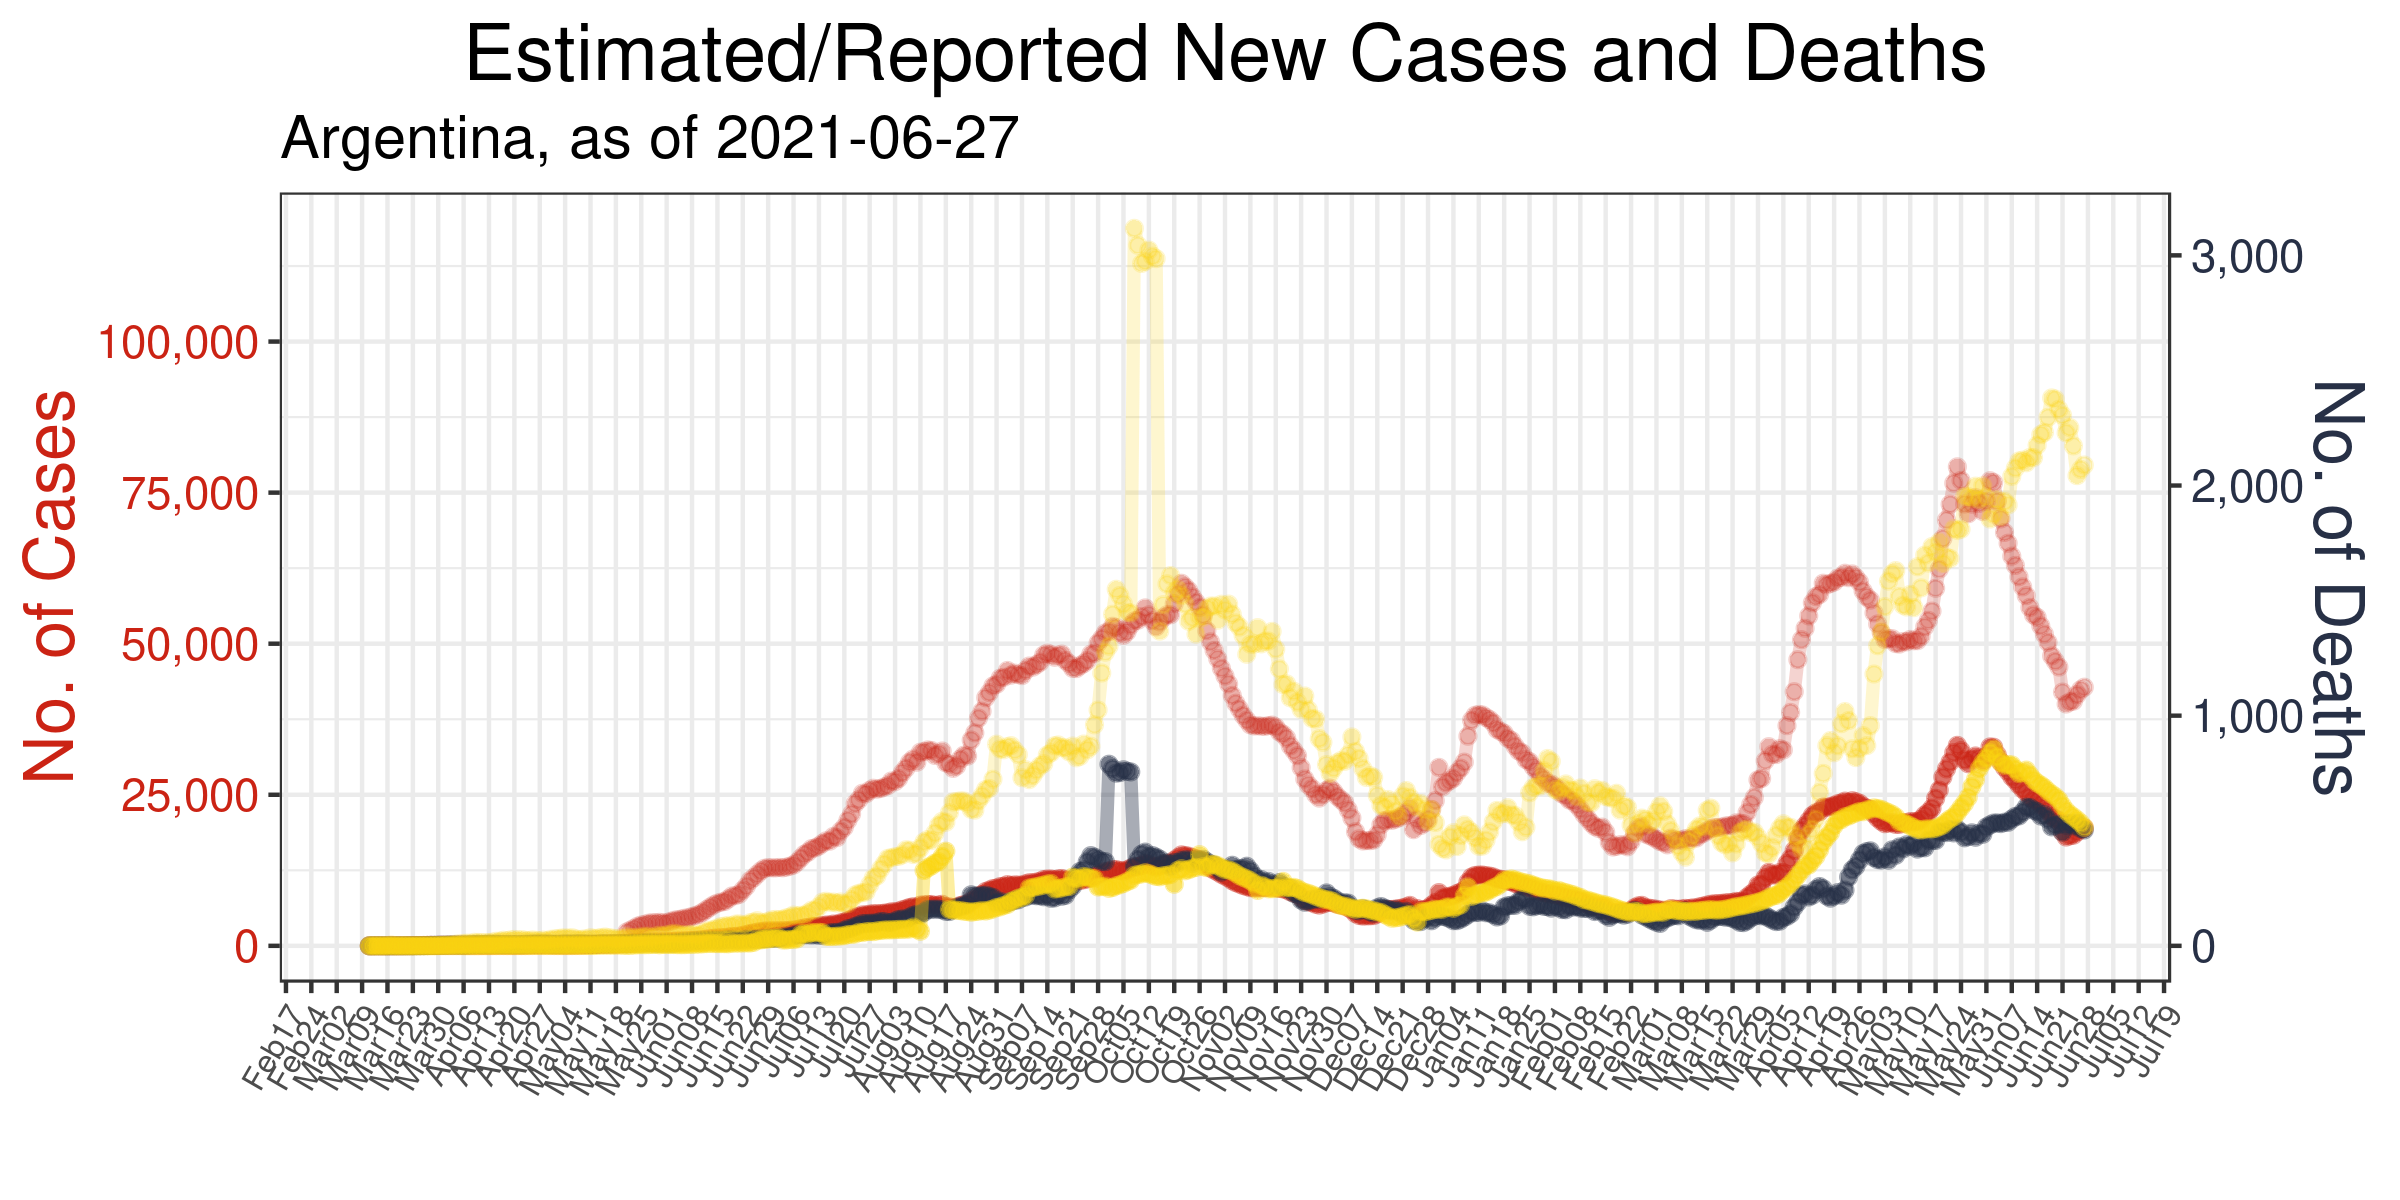 Estimated/Reported New Cases and Deaths
Argentina, as of 2021-06-27
No. of Cases
100,000
75,000
50,000
25,000
0
3,000
2,000
1,000
0
No. of Deaths
Feb17
Feb24
Mar02
Mar09
Mar16
Mar23
Mar30
Apr06
Apr13
Apr20
Apr27
May04
May11
May18
May25
Jun01
Jun08
Jun15
Jun22
Jun29
Jul06
Jul13
Jul20
Jul27
Aug03
Aug10
Aug17
Aug24
Aug31
Sep07
Sep14
Sep21
Sep28
Oct05
Oct12
Oct19
Oct26
Nov02
Nov09
Nov16
Nov23
Nov30
Dec07
Dec14
Dec21
Dec28
Jan04
Jan11
Jan18
Jan25
Feb01
Feb08
Feb15
Feb22
Mar01
Mar08
Mar15
Mar22
Mar29
Apr05
Apr12
Apr19
Apr26
May03
May10
May17
May24
May31
Jun07
Jun14
Jun21
Jun28
Jul05
Jul12
Jul19